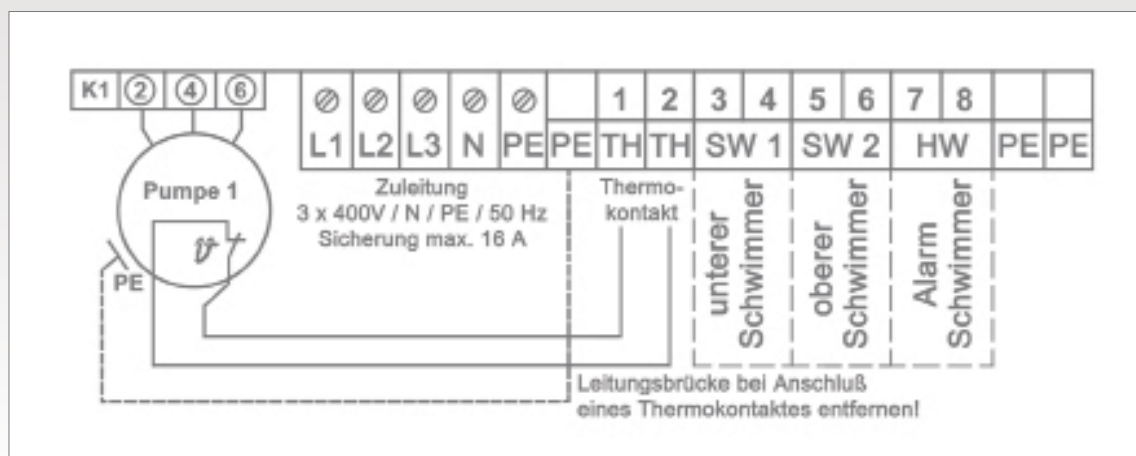 K1 2 4 6 1 2 3 4 5 6 7 8
L1 L2 L3 N PE PE TH TH SW 1 SW 2 HW PE PE
Pumpe 1
PE
Zuleitung
3 x 400V / N / PE / 50 Hz
Sicherung max. 16 A
Thermo-
kontakt
unterer
Schwimmer
oberer
Schwimmer
Alarm
Schwimmer
Leitungsbrücke bei Anschluß
eines Thermokontaktes entfernen!